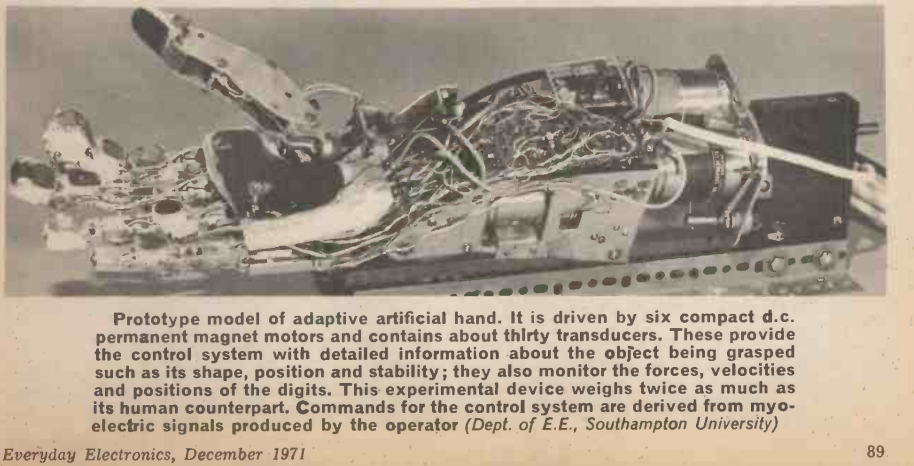 Prototype model of adaptive artificial hand. It is driven by six compact d.c.
permanent magnet motors and contains about thirty transducers. These provide
the control system with detailed information about the object being grasped
such as its shape, position and stability; they also monitor the forces, velocities
and positions of the digits. This experimental device weighs twice as much as
its human counterpart. Commands for the control system are derived from myo-
electric signals produced by the operator (Dept. of E.E., Southampton University)
Everyday Electronics, December 1971 89